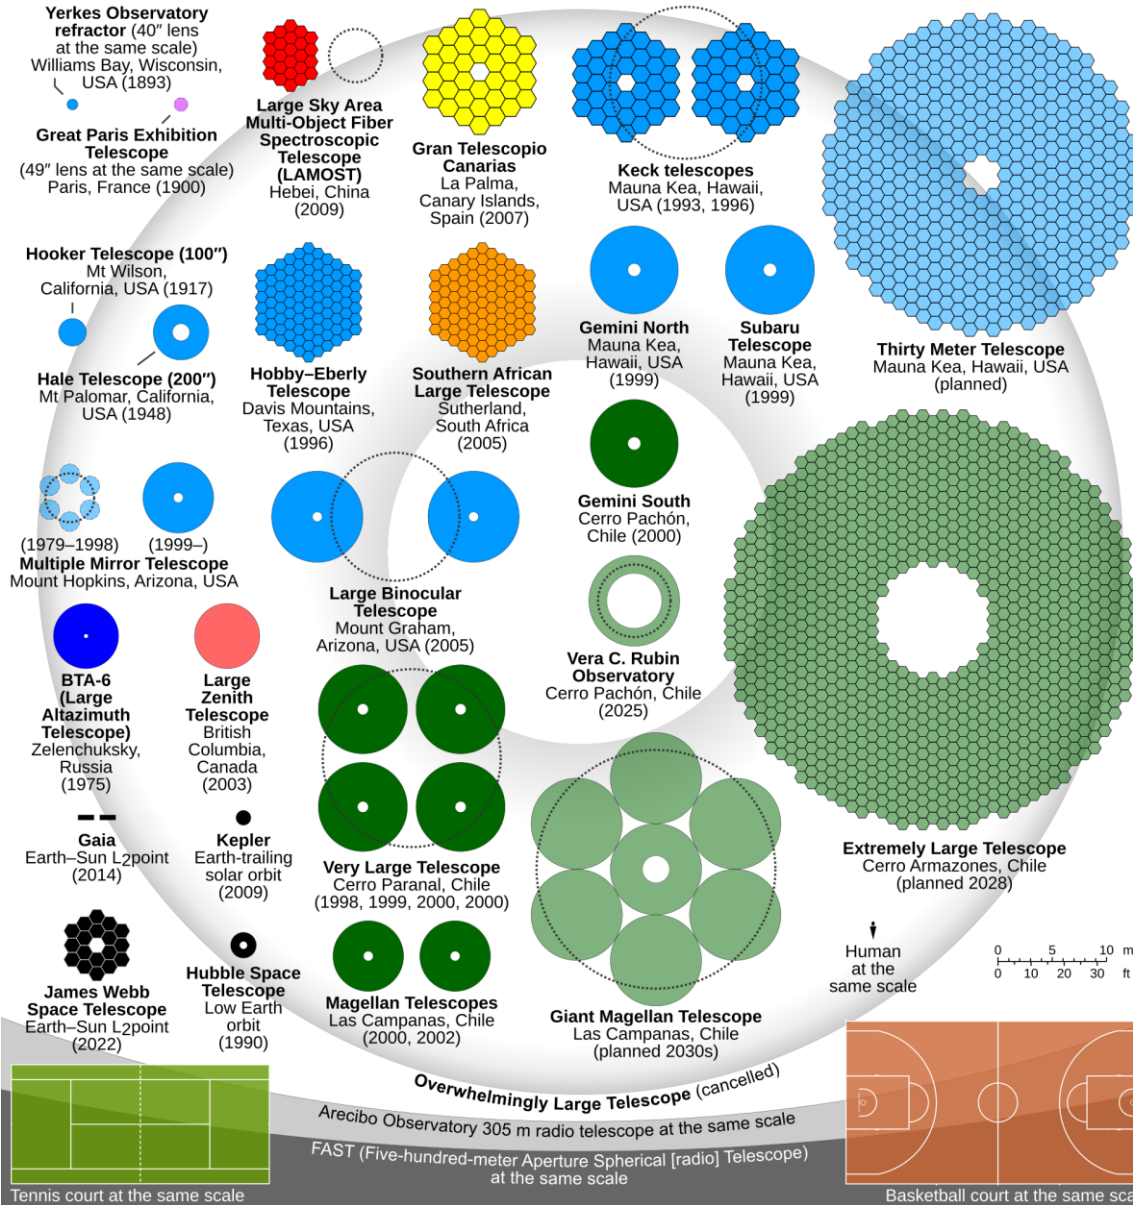 Yerkes Observatory
refractor (40″ lens
at the same scale)
Williams Bay, Wisconsin,
USA (1893)
Great Paris Exhibition
Telescope
(49″ lens at the same scale)
Paris, France (1900)
Large Sky Area
Multi-Object Fiber
Spectroscopic
Telescope
(LAMOST)
Hebei, China
(2009)
Gran Telescopio
Canarias
La Palma,
Canary Islands,
Spain (2007)
Keck telescopes
Mauna Kea, Hawaii,
USA (1993, 1996)
Thirty Meter Telescope
Mauna Kea, Hawaii, USA
(planned)
Hooker Telescope (100″)
Mt Wilson,
California, USA (1917)
Hale Telescope (200″)
Mt Palomar, California,
USA (1948)
Hobby–Eberly
Telescope
Davis Mountains,
Texas, USA
(1996)
Southern African
Large Telescope
Sutherland,
South Africa
(2005)
Gemini North
Mauna Kea,
Hawaii, USA
(1999)
Subaru
Telescope
Mauna Kea,
Hawaii, USA
(1999)
Gemini South
Cerro Pachón,
Chile (2000)
(1979–1998)
(1999–)
Multiple Mirror Telescope
Mount Hopkins, Arizona, USA
Large Binocular
Telescope
Mount Graham,
Arizona, USA (2005)
Vera C. Rubin
Observatory
Cerro Pachón, Chile
(2025)
BTA-6
(Large
Altazimuth
Telescope)
Zelenchuksky,
Russia
(1975)
Large
Zenith
Telescope
British
Columbia,
Canada
(2003)
Gaia
Earth–Sun L2point
(2014)
Kepler
Earth-trailing
solar orbit
(2009)
Very Large Telescope
Cerro Paranal, Chile
(1998, 1999, 2000, 2000)
Extremely Large Telescope
Cerro Armazones, Chile
(planned 2028)
James Webb
Space Telescope
Earth–Sun L2point
(2022)
Hubble Space
Telescope
Low Earth
orbit
(1990)
Magellan Telescopes
Las Campanas, Chile
(2000, 2002)
Giant Magellan Telescope
Las Campanas, Chile
(planned 2030s)
Human
at the
same scale
0 5 10 m
0 10 20 30 ft
Overwhelmingly Large Telescope (cancelled)
Arecibo Observatory 305 m radio telescope at the same scale
FAST (Five-hundred-meter Aperture Spherical [radio] Telescope)
at the same scale
Tennis court at the same scale
Basketball court at the same sca